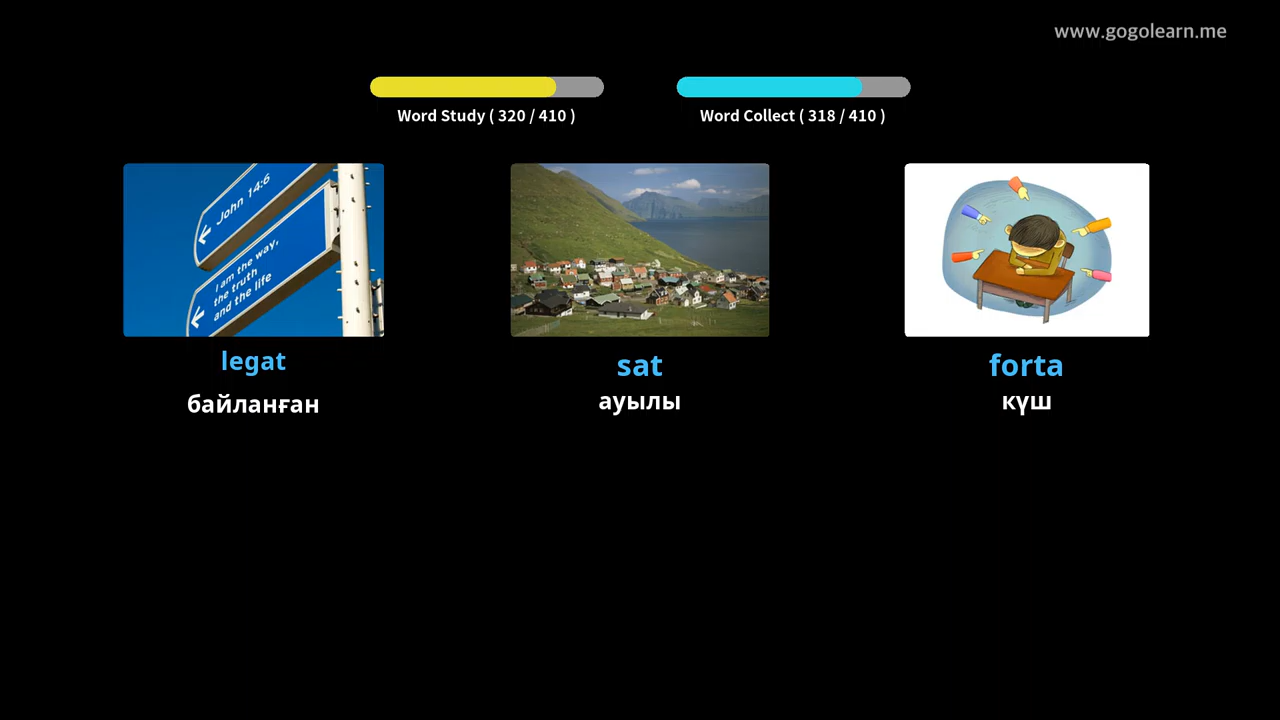 www.gogolearn.me
Word Study ( 320 / 410 )
Word Collect ( 318 / 410 )
John 14:6
I am the way,
the truth
and the life
legat
sat
forta
байланған
ауылы
күш